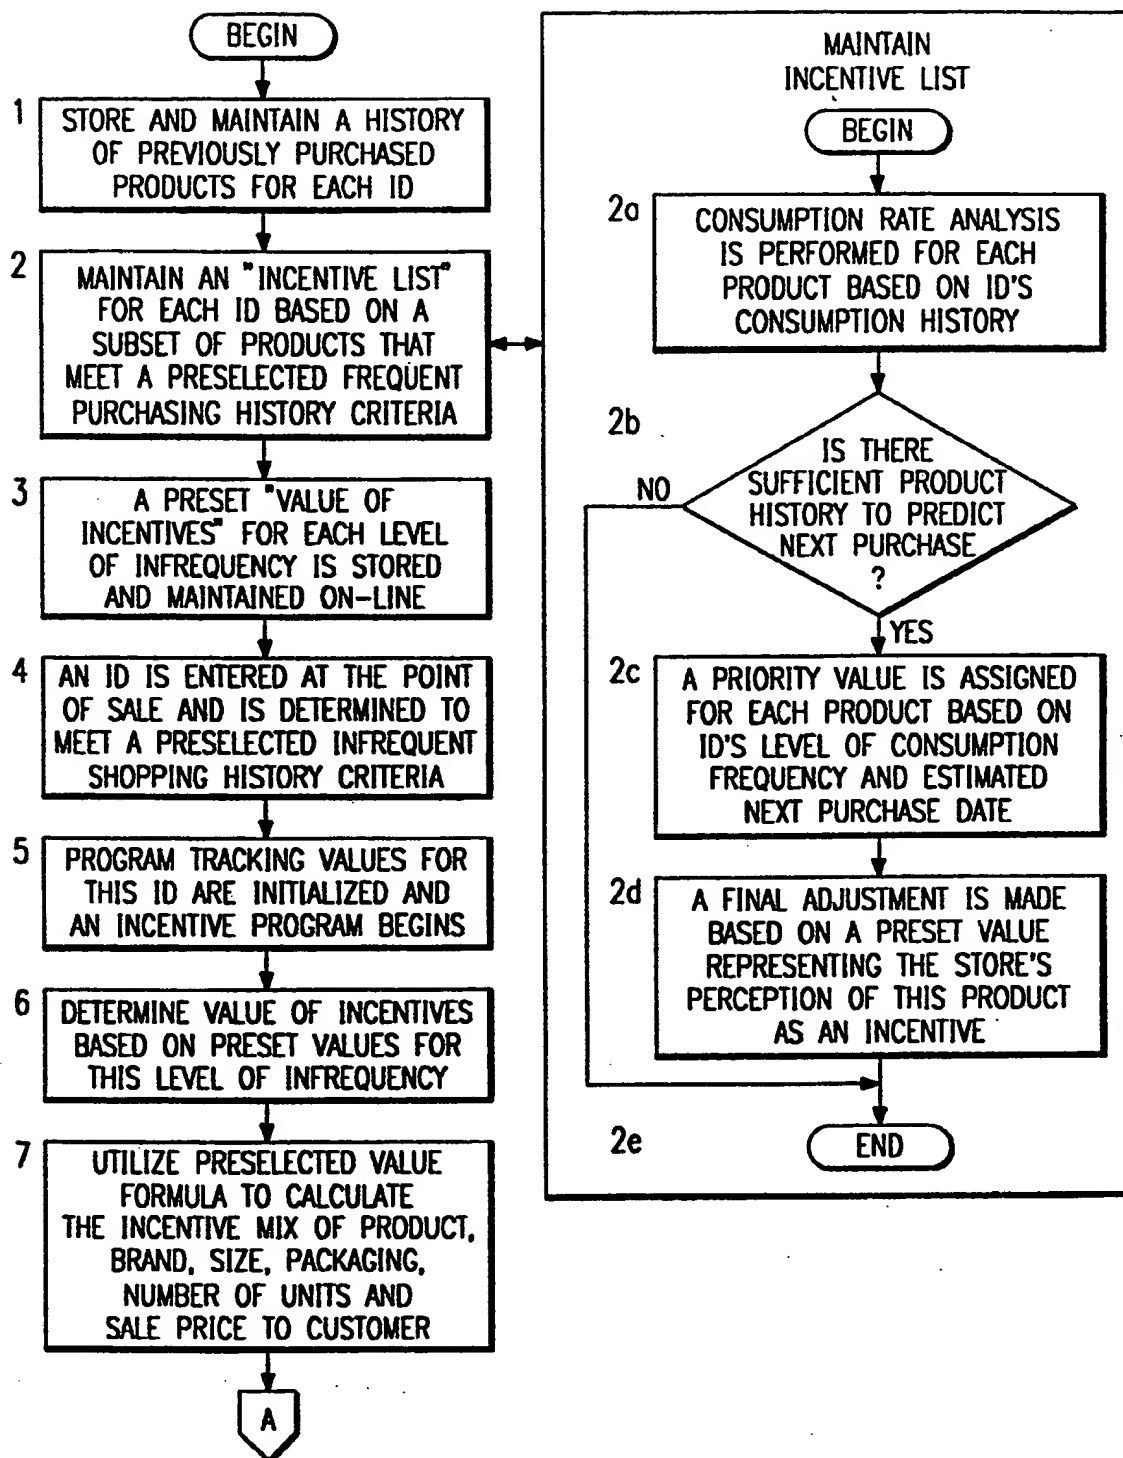 BEGIN
1
STORE AND MAINTAIN A HISTORY
OF PREVIOUSLY PURCHASED
PRODUCTS FOR EACH ID
2
MAINTAIN AN "INCENTIVE LIST"
FOR EACH ID BASED ON A
SUBSET OF PRODUCTS THAT
MEET A PRESELECTED FREQUENT
PURCHASING HISTORY CRITERIA
3
A PRESET "VALUE OF
INCENTIVES" FOR EACH LEVEL
OF INFREQUENCY IS STORED
AND MAINTAINED ON-LINE
4
AN ID IS ENTERED AT THE POINT
OF SALE AND IS DETERMINED TO
MEET A PRESELECTED INFREQUENT
SHOPPING HISTORY CRITERIA
5
PROGRAM TRACKING VALUES FOR
THIS ID ARE INITIALIZED AND
AN INCENTIVE PROGRAM BEGINS
6
DETERMINE VALUE OF INCENTIVES
BASED ON PRESET VALUES FOR
THIS LEVEL OF INFREQUENCY
7
UTILIZE PRESELECTED VALUE
FORMULA TO CALCULATE
THE INCENTIVE MIX OF PRODUCT,
BRAND, SIZE, PACKAGING,
NUMBER OF UNITS AND
SALE PRICE TO CUSTOMER
A
MAINTAIN
INCENTIVE LIST
BEGIN
2a
CONSUMPTION RATE ANALYSIS
IS PERFORMED FOR EACH
PRODUCT BASED ON ID'S
CONSUMPTION HISTORY
2b
IS THERE
SUFFICIENT PRODUCT
HISTORY TO PREDICT
NEXT PURCHASE
?
NO
YES
2c
A PRIORITY VALUE IS ASSIGNED
FOR EACH PRODUCT BASED ON
ID'S LEVEL OF CONSUMPTION
FREQUENCY AND ESTIMATED
NEXT PURCHASE DATE
2d
A FINAL ADJUSTMENT IS MADE
BASED ON A PRESET VALUE
REPRESENTING THE STORE'S
PERCEPTION OF THIS PRODUCT
AS AN INCENTIVE
2e
END